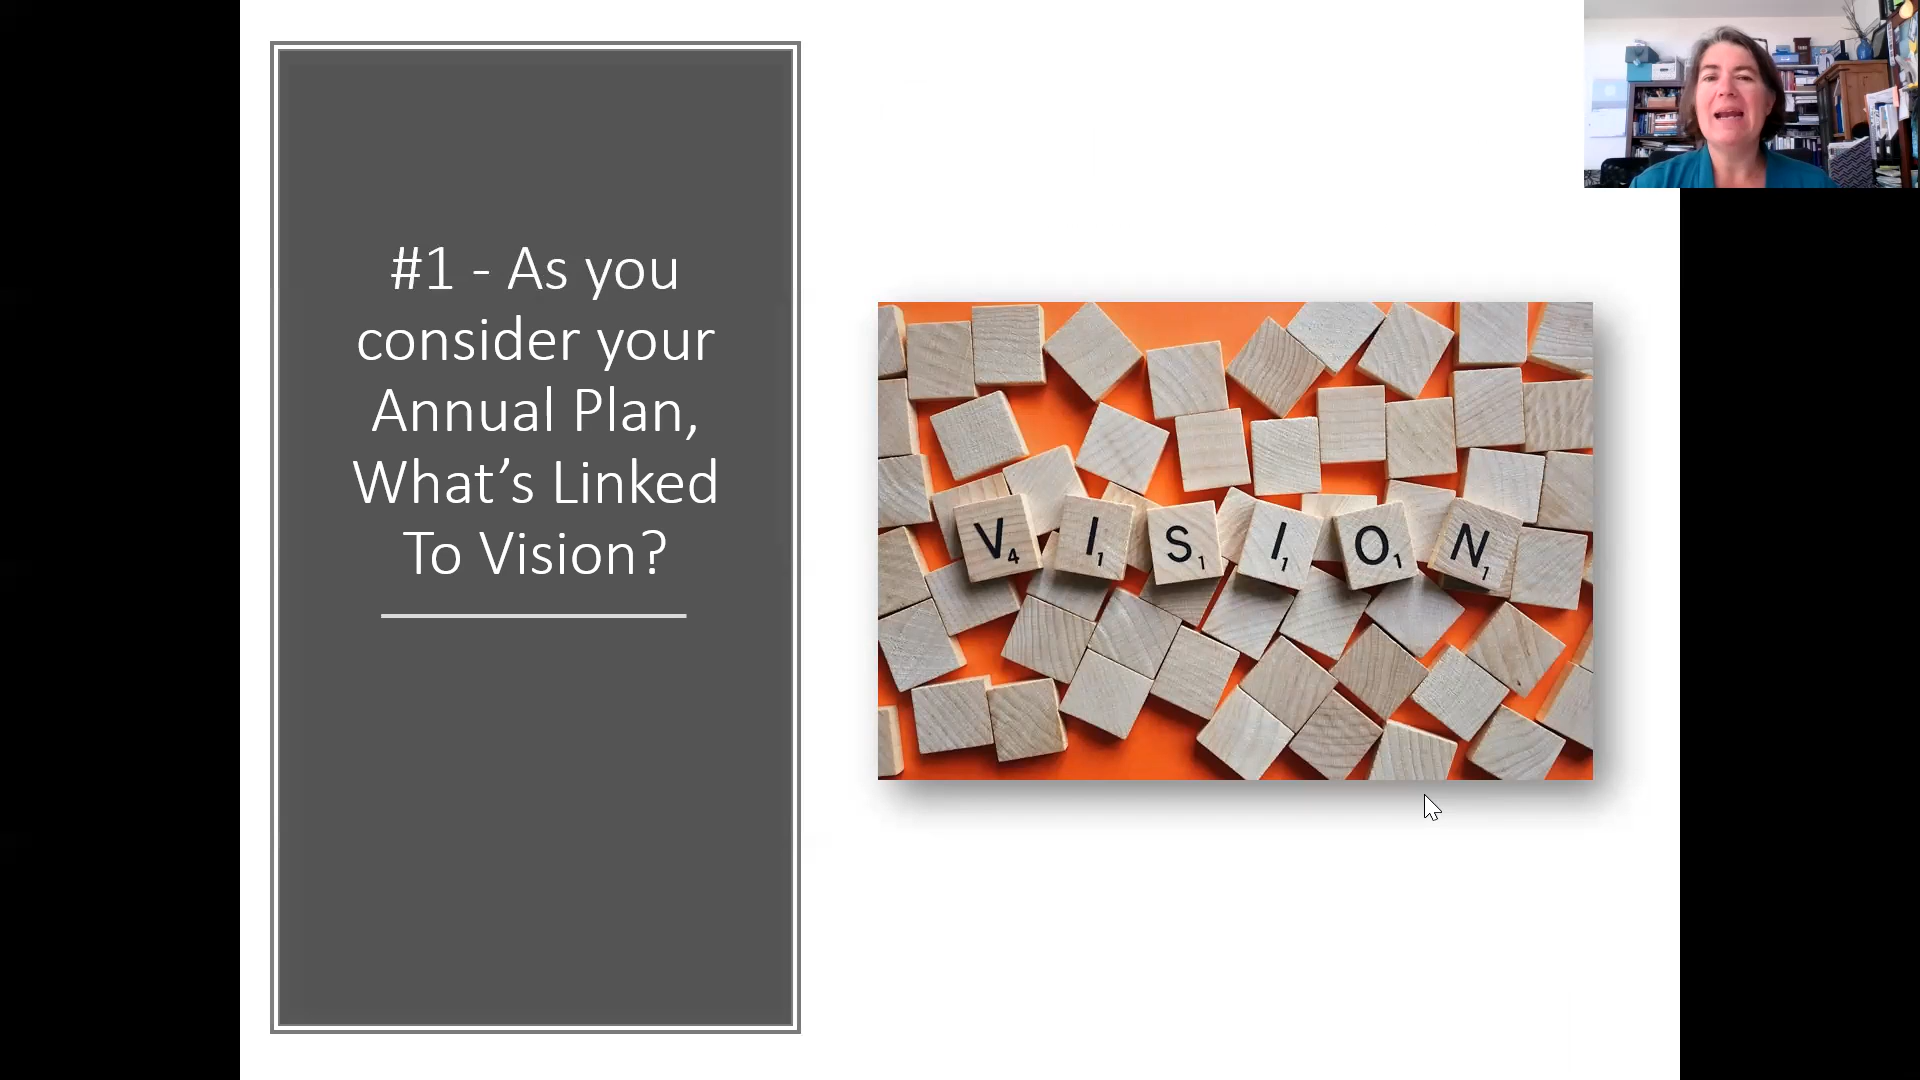 #1 - As you
consider your
Annual Plan,
What's Linked
To Vision?
V4 I1 S1 I1 O1 N1